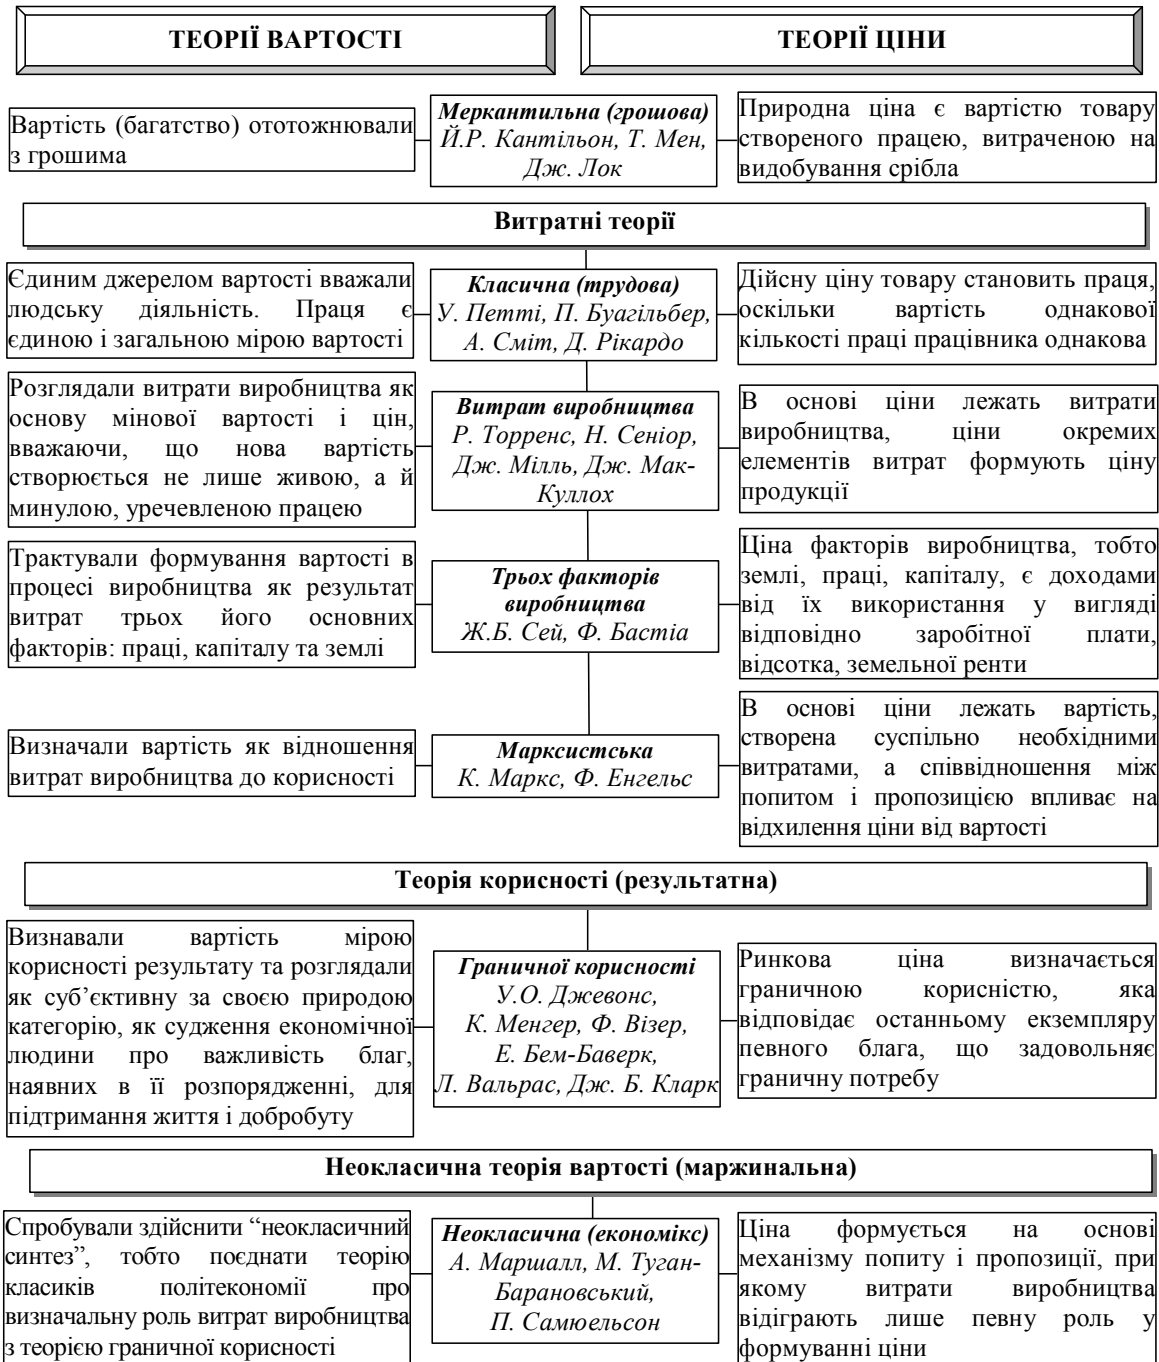 ТЕОРІЇ ВАРТОСТІ
ТЕОРІЇ ЦІНИ
Вартість (багатство) ототожнювали
з грошима
Меркантильна (грошова)
Й.Р. Кантільон, Т. Мен,
Дж. Лок
Природна ціна є вартістю товару
створеного працею, витраченою на
видобування срібла
Витратні теорії
Єдиним джерелом вартості вважали
людську діяльність. Праця є
єдиною і загальною мірою вартості
Класична (трудова)
У. Петті, П. Буагільбер,
А. Сміт, Д. Рікардо
Дійсну ціну товару становить праця,
оскільки вартість однакової
кількості праці працівника однакова
Розглядали витрати виробництва як
основу мінової вартості і цін,
вважаючи, що нова вартість
створюється не лише живою, а й
минулою, уречевленою працею
Витрат виробництва
Р. Торренс, Н. Сеніор,
Дж. Мілль, Дж. Мак-
Куллох
В основі ціни лежать витрати
виробництва, ціни окремих
елементів витрат формують ціну
продукції
Трактували формування вартості в
процесі виробництва як результат
витрат трьох його основних
факторів: праці, капіталу та землі
Трьох факторів
виробництва
Ж.Б. Сей, Ф. Бастіа
Ціна факторів виробництва, тобто
землі, праці, капіталу, є доходами
від їх використання у вигляді
відповідно заробітної плати,
відсотка, земельної ренти
Визначали вартість як відношення
витрат виробництва до корисності
Марксистська
К. Маркс, Ф. Енгельс
В основі ціни лежать вартість,
створена суспільно необхідними
витратами, а співвідношення між
попитом і пропозицією впливає на
відхилення ціни від вартості
Теорія корисності (результатна)
Визнавали вартість мірою
корисності результату та розглядали
як суб’єктивну за своєю природою
категорію, як судження економічної
людини про важливість благ,
наявних в її розпорядженні, для
підтримання життя і добробуту
Граничної корисності
У.О. Джевонс,
К. Менгер, Ф. Візер,
Е. Бем-Баверк,
Л. Вальрас, Дж. Б. Кларк
Ринкова ціна визначається
граничною корисністю, яка
відповідає останньому екземпляру
певного блага, що задовольняє
граничну потребу
Неокласична теорія вартості (маржинальна)
Спробували здійснити “неокласичний
синтез”, тобто поєднати теорію
класиків політекономії про
визначальну роль витрат виробництва
з теорією граничної корисності
Неокласична (економікс)
А. Маршалл, М. Туган-
Барановський,
П. Самюельсон
Ціна формується на основі
механізму попиту і пропозиції, при
якому витрати виробництва
відіграють лише певну роль у
формуванні ціни